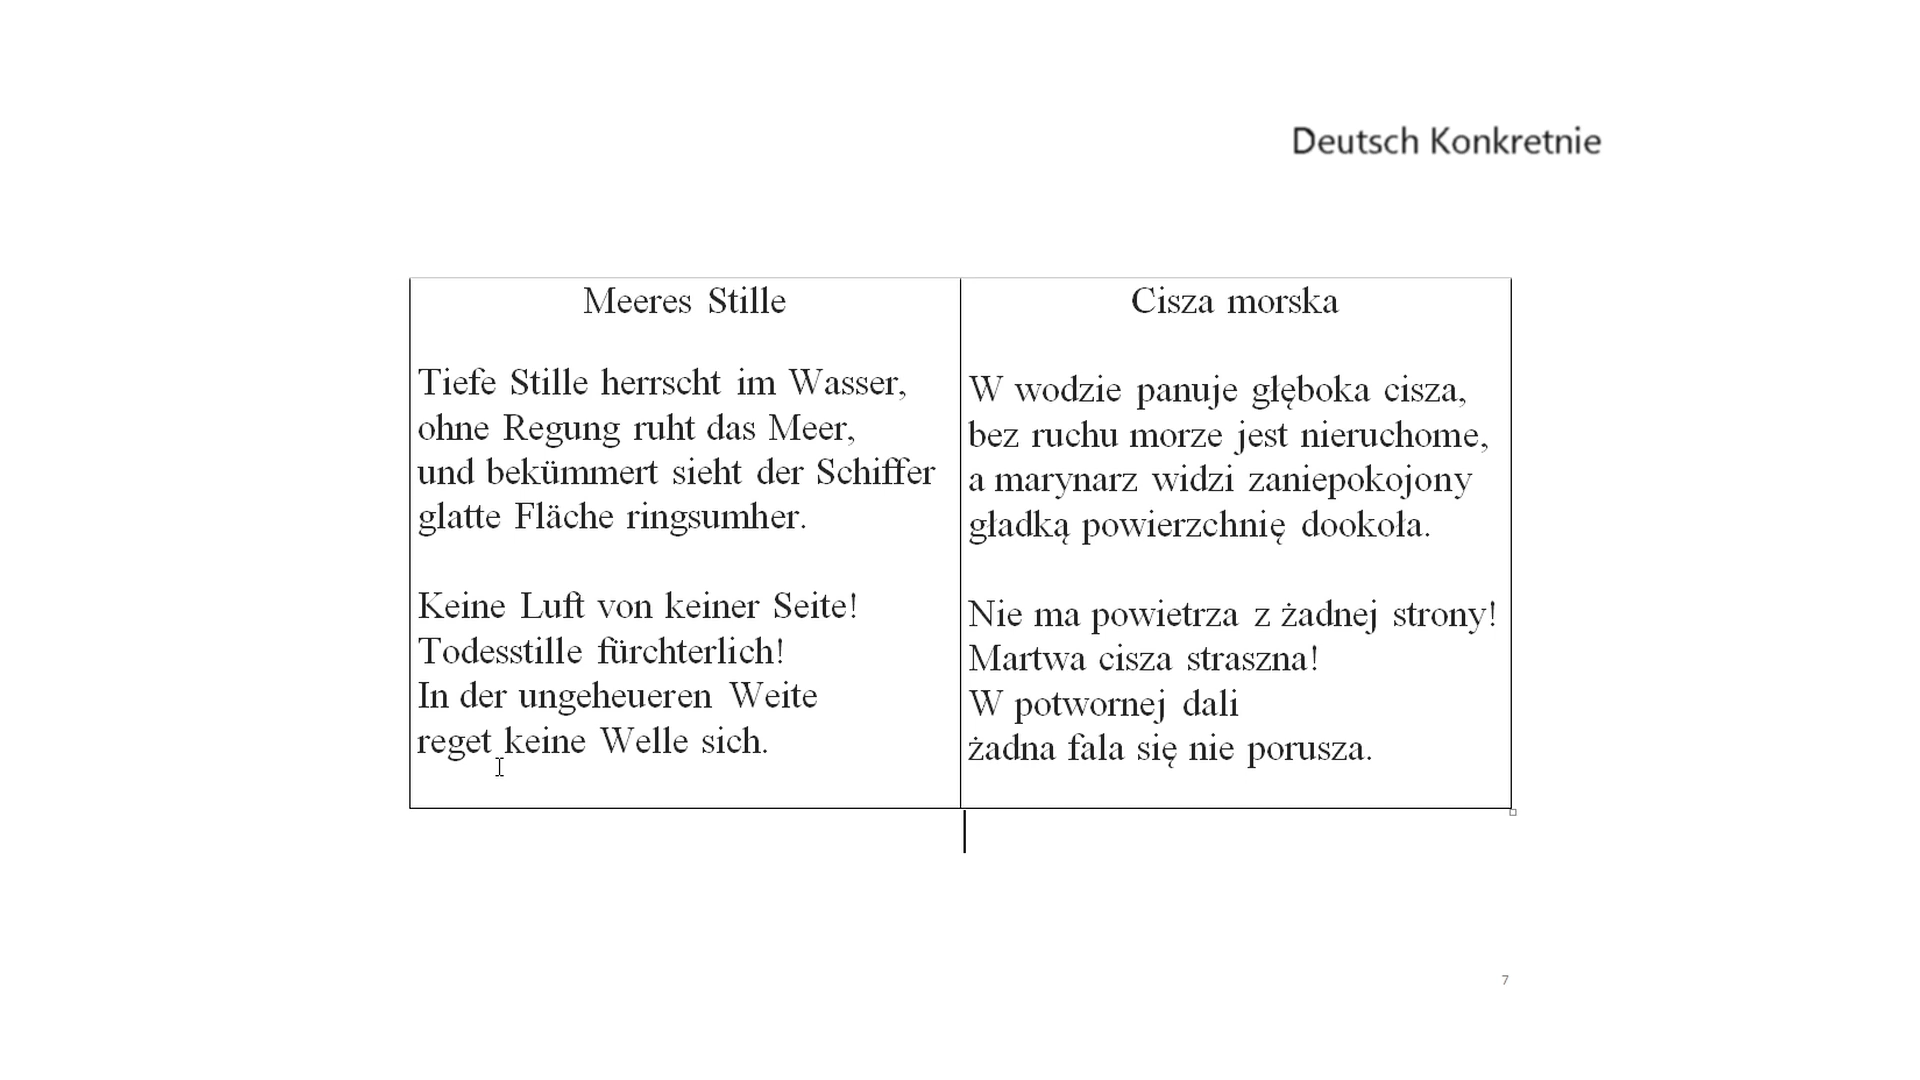 Deutsch Konkretnie
Meeres Stille
Tiefe Stille herrscht im Wasser,
ohne Regung ruht das Meer,
und bekümmert sieht der Schiffer
glatte Fläche ringsumher.
Keine Luft von keiner Seite!
Todesstille fürchterlich!
In der ungeheueren Weite
reget keine Welle sich.
Cisza morska
W wodzie panuje głęboka cisza,
bez ruchu morze jest nieruchome,
a marynarz widzi zaniepokojony
gładką powierzchnię dookoła.
Nie ma powietrza z żadnej strony!
Martwa cisza straszna!
W potwornej dali
żadna fala się nie porusza.
7